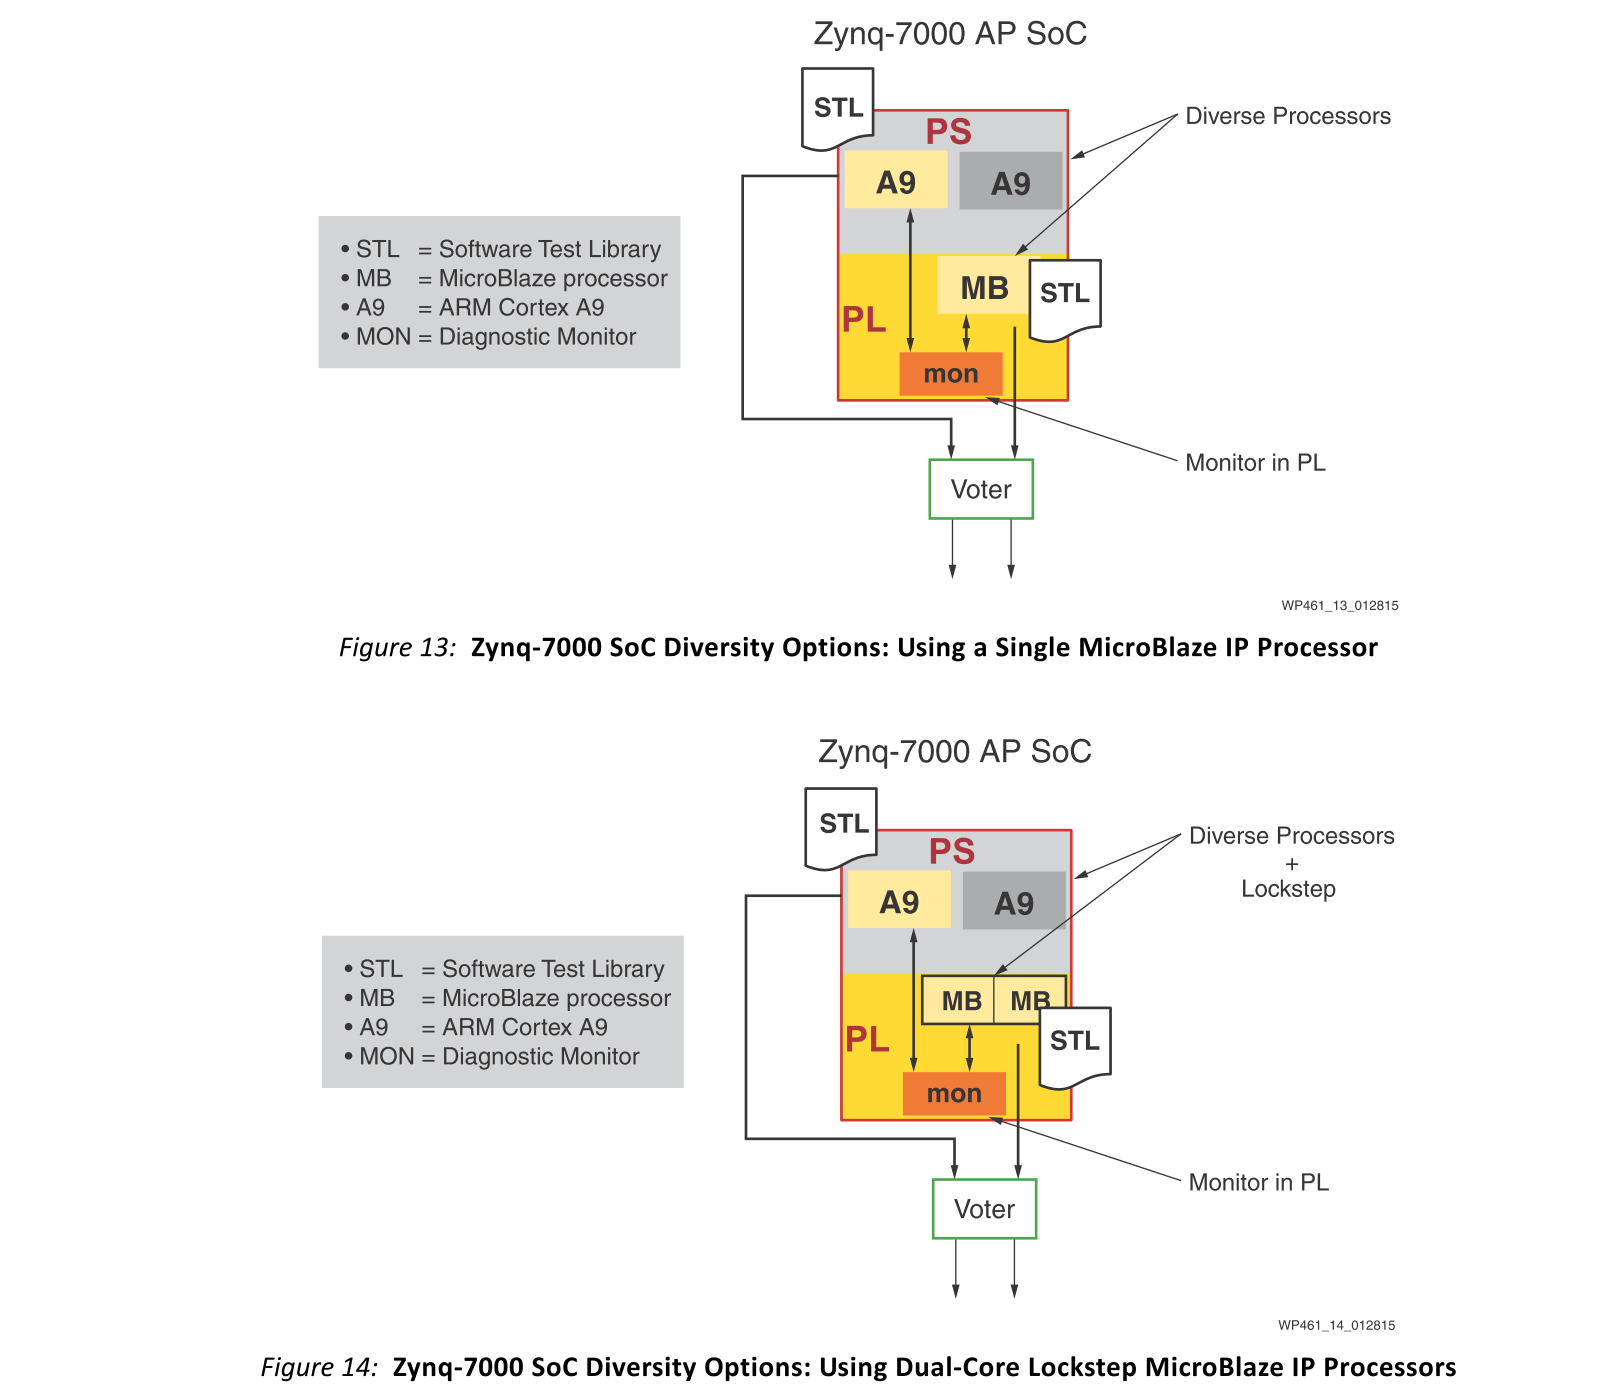 Zynq-7000 AP SoC
STL
PS
Diverse Processors
A9
A9
• STL = Software Test Library
• MB = MicroBlaze processor
• A9 = ARM Cortex A9
• MON = Diagnostic Monitor
MB
STL
PL
mon
Monitor in PL
Voter
WP461_13_012815
Figure 13: Zynq-7000 SoC Diversity Options: Using a Single MicroBlaze IP Processor
Zynq-7000 AP SoC
STL
PS
Diverse Processors
+
Lockstep
A9
A9
• STL = Software Test Library
• MB = MicroBlaze processor
• A9 = ARM Cortex A9
• MON = Diagnostic Monitor
MB
MB
STL
PL
mon
Monitor in PL
Voter
WP461_14_012815
Figure 14: Zynq-7000 SoC Diversity Options: Using Dual-Core Lockstep MicroBlaze IP Processors